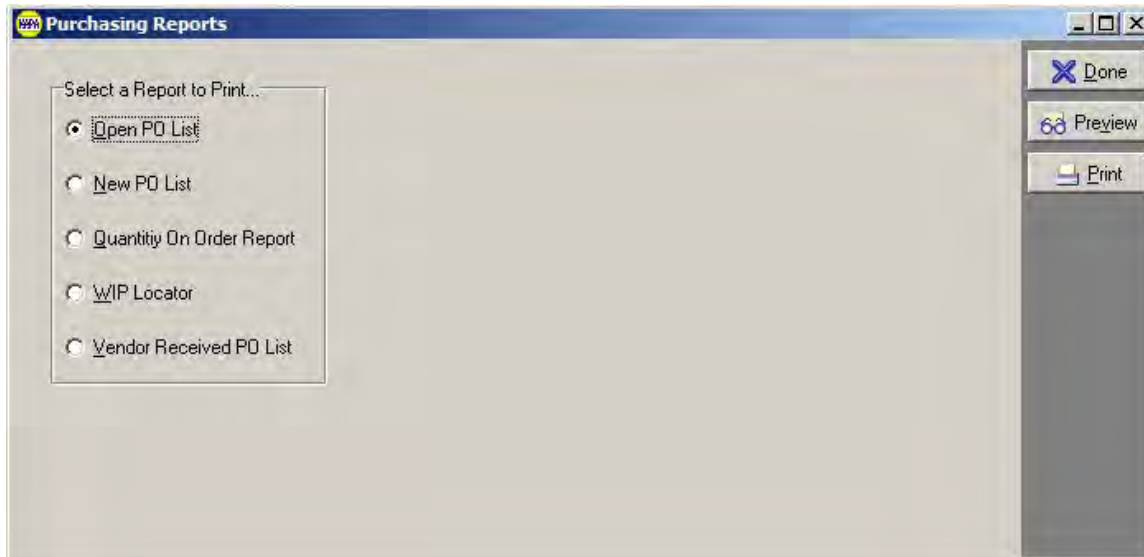 NAPA Purchasing Reports
Select a Report to Print...
Open PO List
New PO List
Quantitiy On Order Report
WIP Locator
Vendor Received PO List
Done
Preview
Print